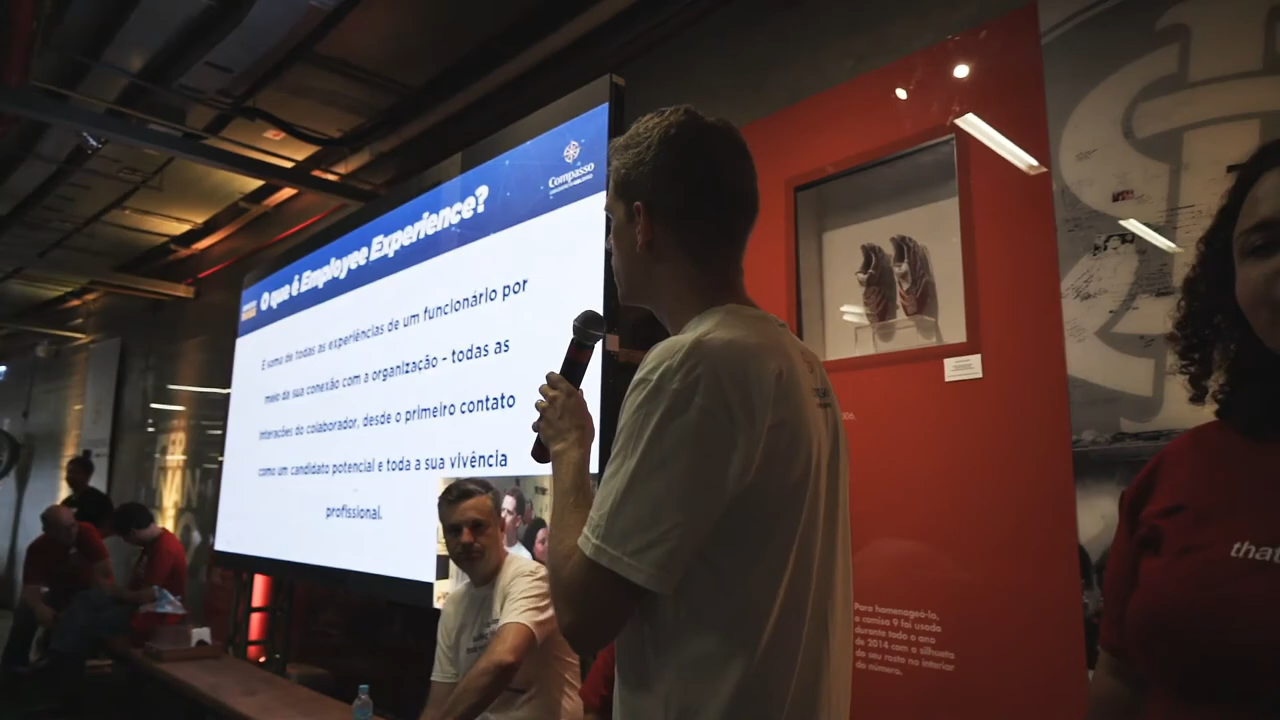 O que é Employee Experience?
Compasso
É soma de todas as experiências de um funcionário por
meio da sua conexão com a organização - todas as
interações do colaborador, desde o primeiro contato
como um candidato potencial e toda a sua vivência
profissional.
Para homenageá-lo,
a camisa 9 foi usada
durante todo o ano
de 2014 com a silhueta
do seu rosto no interior
do número.